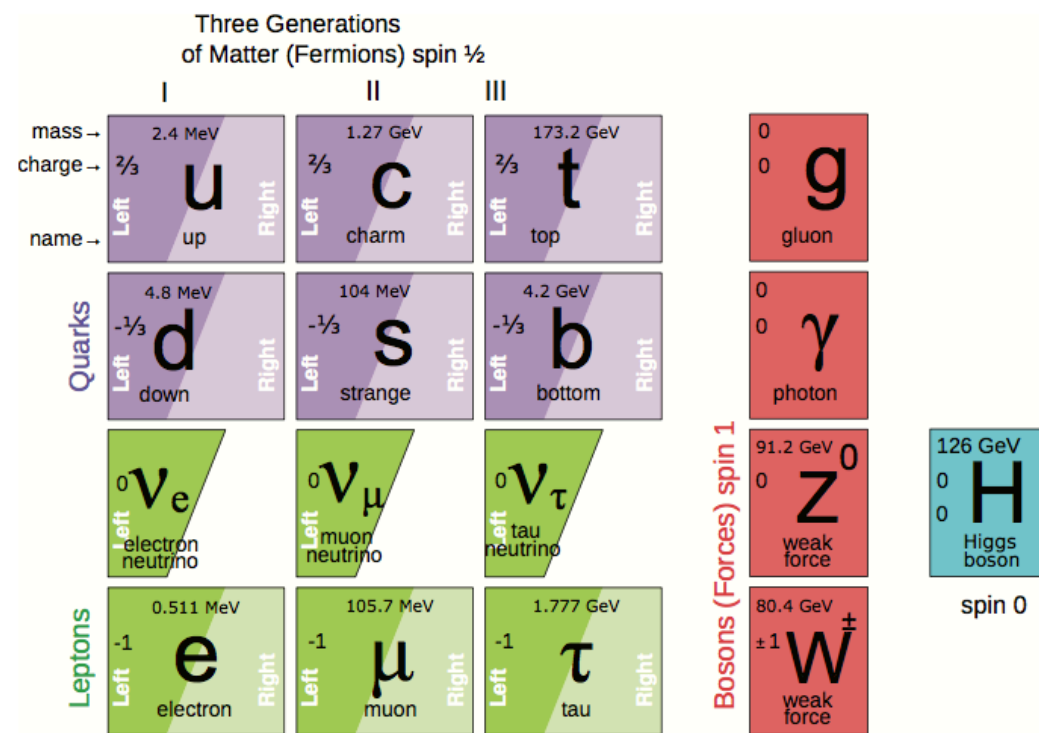 Three Generations
of Matter (Fermions) spin ½
I II III
mass→
charge→
name→
2.4 MeV
⅔
u
Left
Right
up
1.27 GeV
⅔
c
Left
Right
charm
173.2 GeV
⅔
t
Left
Right
top
0
0
g
gluon
Quarks
4.8 MeV
-⅓
d
Left
Right
down
104 MeV
-⅓
s
Left
Right
strange
4.2 GeV
-⅓
b
Left
Right
bottom
0
0
γ
photon
0
νe
Left
electron
neutrino
0
νμ
Left
muon
neutrino
0
ντ
Left
tau
neutrino
Bosons (Forces) spin 1
91.2 GeV
0
Z0
weak
force
126 GeV
0
0
H
Higgs
boson
spin 0
Leptons
0.511 MeV
-1
e
Left
Right
electron
105.7 MeV
-1
μ
Left
Right
muon
1.777 GeV
-1
τ
Left
Right
tau
80.4 GeV
±1
W±
weak
force